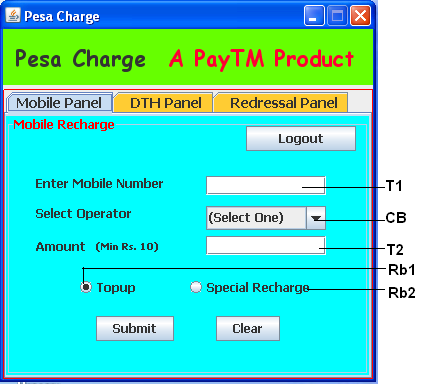 Pesa Charge
Pesa Charge A PayTM Product
Mobile Panel DTH Panel Redressal Panel
Mobile Recharge
Logout
Enter Mobile Number T1
Select Operator (Select One) CB
Amount (Min Rs. 10) T2
Rb1
Topup Special Recharge Rb2
Submit Clear